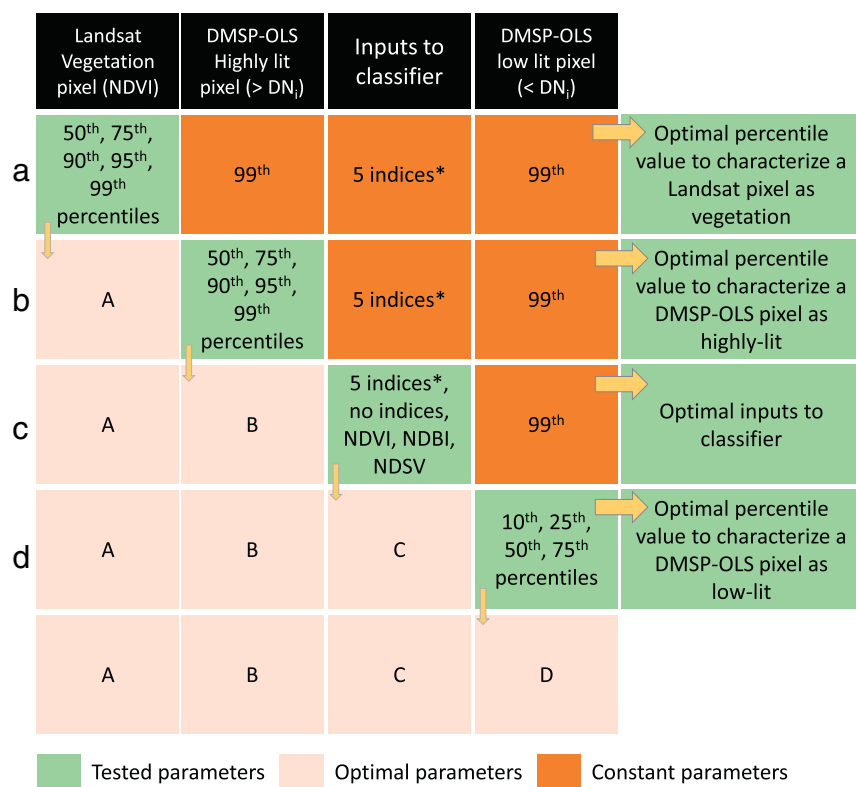 Landsat
Vegetation
pixel (NDVI)
DMSP-OLS
Highly lit
pixel (> DNi)
Inputs to
classifier
DMSP-OLS
low lit pixel
(< DNi)
a
50th, 75th,
90th, 95th,
99th
percentiles
99th
5 indices*
99th
Optimal percentile
value to characterize a
Landsat pixel as
vegetation
b
A
50th, 75th,
90th, 95th,
99th
percentiles
5 indices*
99th
Optimal percentile
value to characterize a
DMSP-OLS pixel as
highly-lit
c
A
B
5 indices*,
no indices,
NDVI, NDBI,
NDSV
99th
Optimal inputs to
classifier
d
A
B
C
10th, 25th,
50th, 75th
percentiles
Optimal percentile
value to characterize a
DMSP-OLS pixel as
low-lit
A
B
C
D
Tested parameters
Optimal parameters
Constant parameters